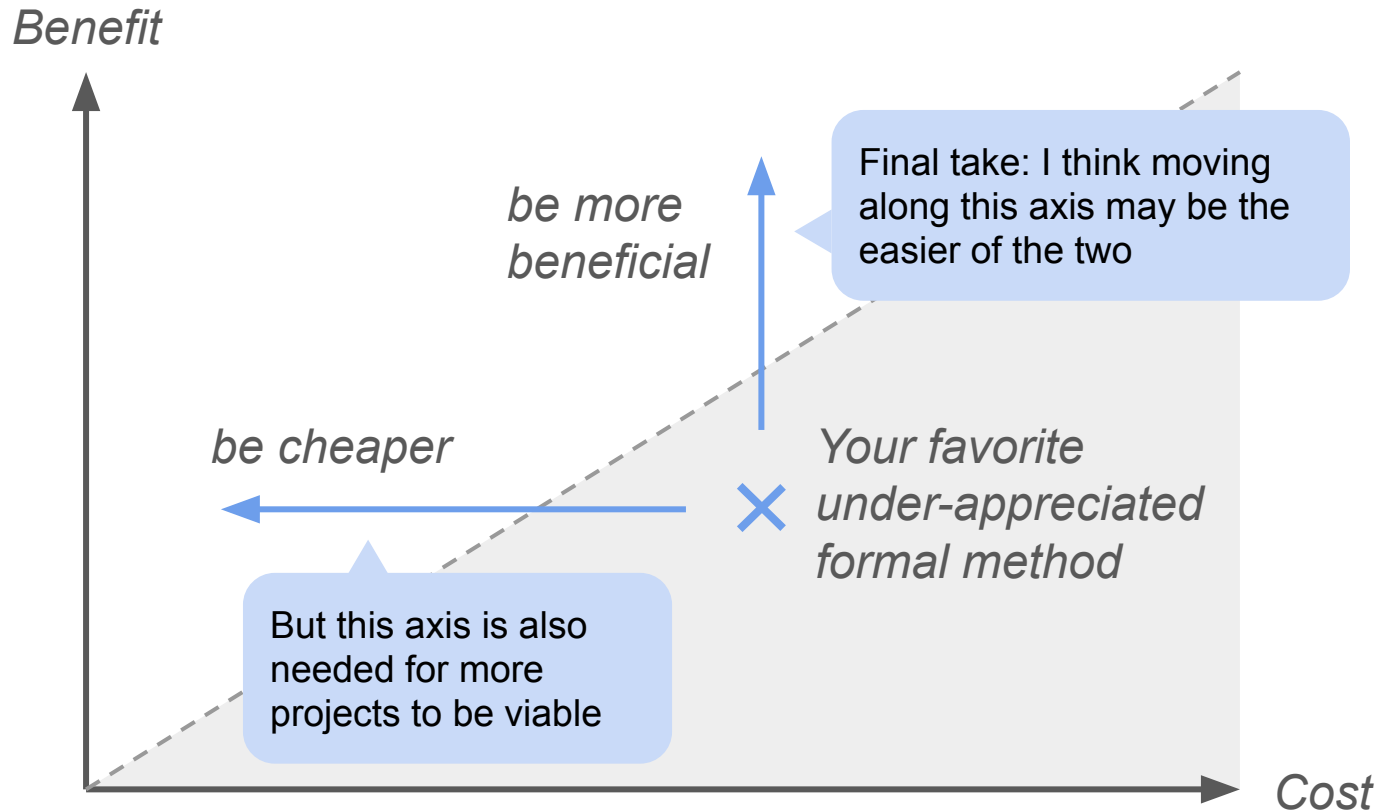 Benefit
be more
beneficial
Final take: I think moving
along this axis may be the
easier of the two
be cheaper
Your favorite
under-appreciated
formal method
But this axis is also
needed for more
projects to be viable
Cost